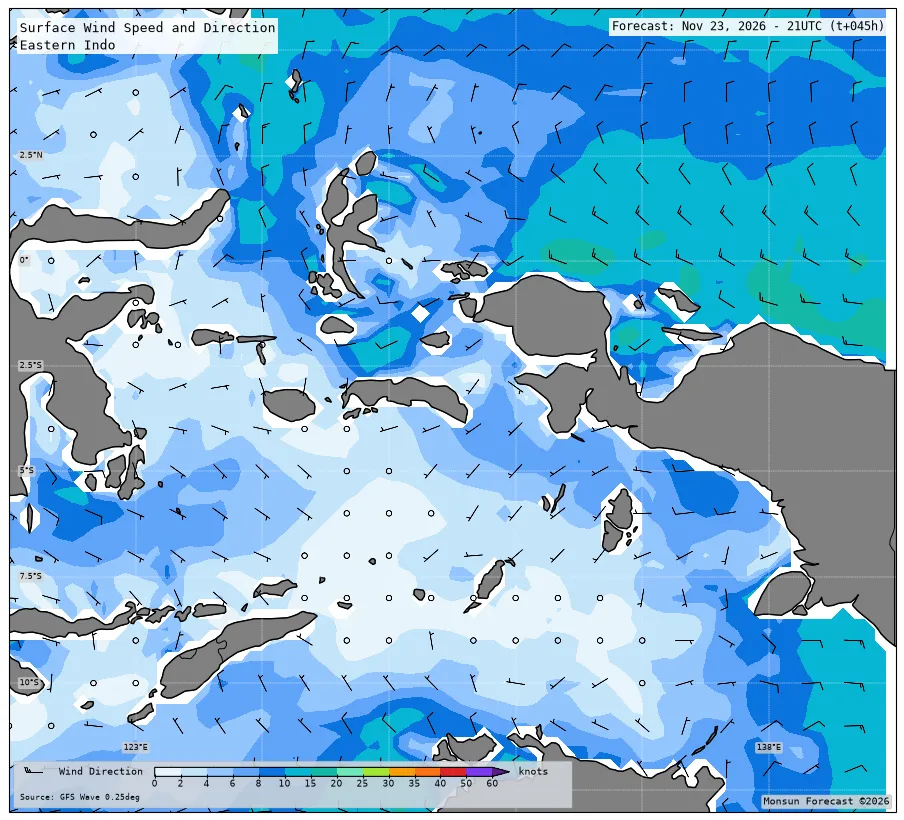 Surface Wind Speed and Direction
Eastern Indo
Forecast: Nov 23, 2026 - 21UTC (t+045h)
2.5°N
0°
2.5°S
5°S
7.5°S
10°S
123°E
138°E
Wind Direction
knots
0 2 4 6 8 10 15 20 25 30 35 40 50 60
Source: GFS Wave 0.25deg
Monsun Forecast ©2026